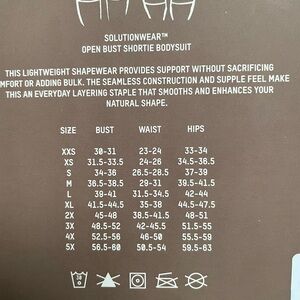 SOLUTIONWEAR™
OPEN BUST SHORTIE BODYSUIT
THIS LIGHTWEIGHT SHAPEWEAR PROVIDES SUPPORT WITHOUT SACRIFICING
MFORT OR ADDING BULK. THE SEAMLESS CONSTRUCTION AND SUPPLE FEEL MAKE
THIS AN EVERYDAY LAYERING STAPLE THAT SMOOTHS AND ENHANCES YOUR
NATURAL SHAPE.
SIZE BUST WAIST HIPS
XXS 30-31 23-24 33-34
XS 31.5-33.5 24-26 34.5-36.5
S 34-36 26.5-28.5 37-39
M 36.5-38.5 29-31 39.5-41.5
L 39-41 31.5-34.5 42-44
XL 41.5-44.5 35-38 44.5-47.5
2X 45-48 38.5-41.5 48-51
3X 48.5-52 42-45.5 51.5-55
4X 52.5-56 46-50 55.5-59
5X 56.5-60 50.5-54 59.5-63